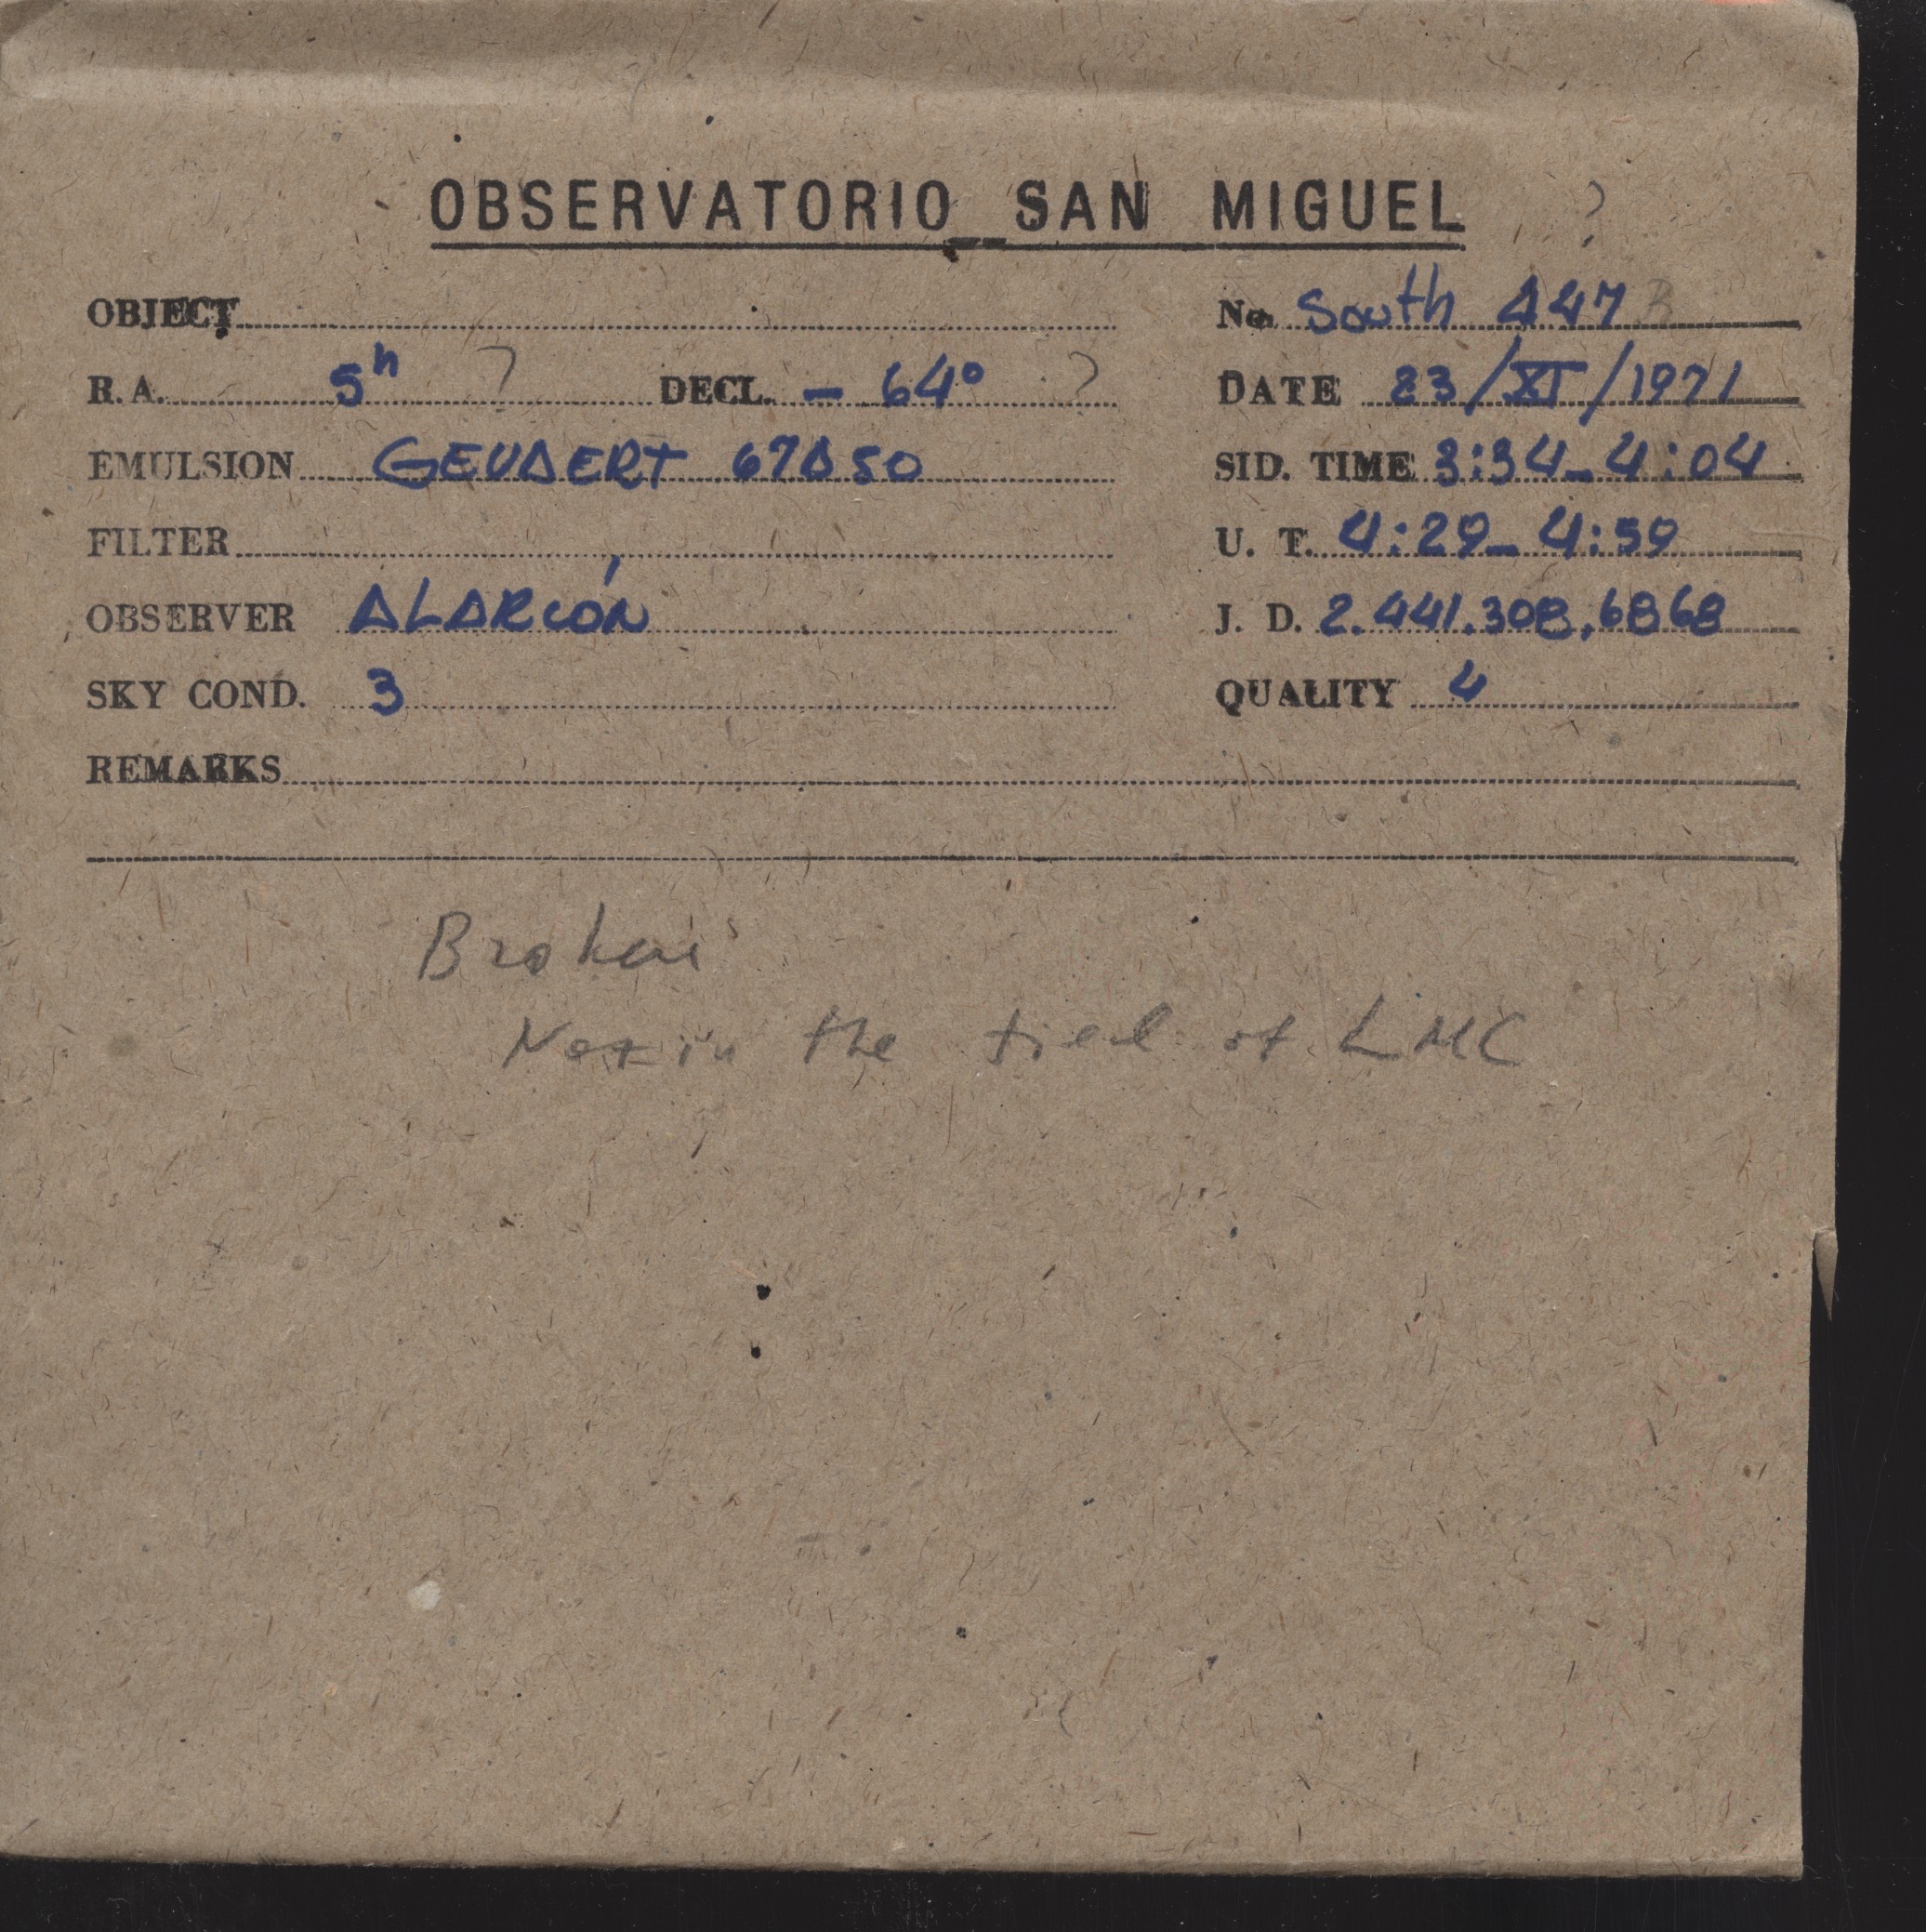 ?
OBSERVATORIO SAN MIGUEL
OBJECT No. South A447 B
R.A. 5h ? DECL. - 64° ? DATE 23/XI/1971
EMULSION GEVAERT 67A50 SID. TIME 3:34-4:04
FILTER U. T. 4:29-4:59
OBSERVER ALARCÓN J. D. 2.441.308,6868
SKY COND. 3 QUALITY 4
REMARKS
Broken
Not in the field of LMC